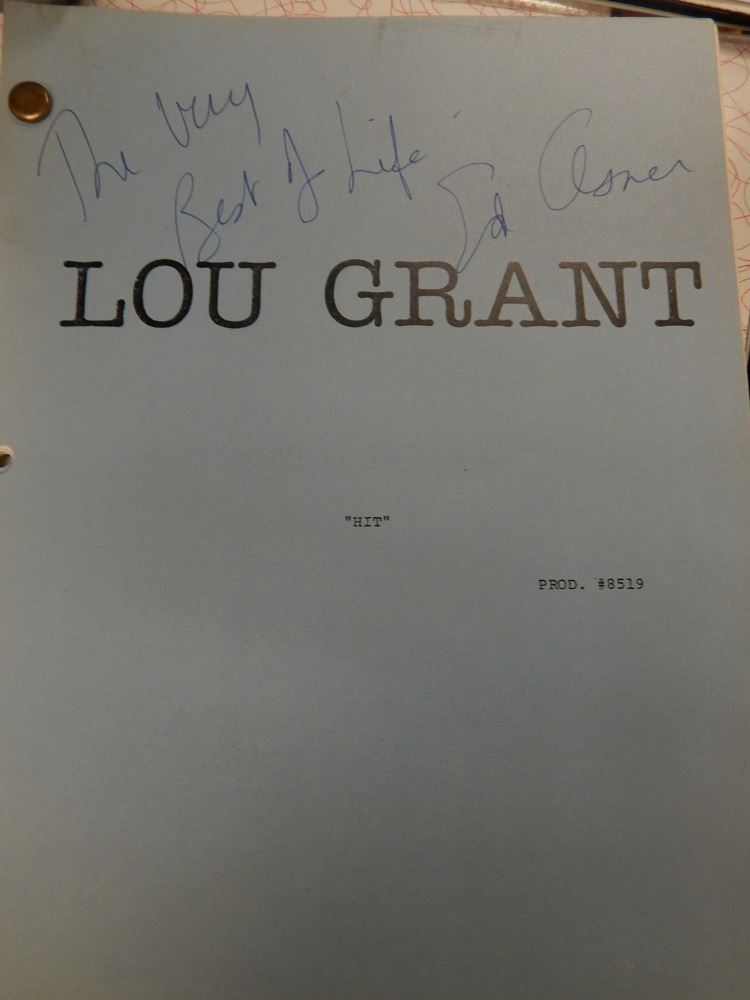 The Very
Best of Life
Ed Asner
LOU GRANT
"HIT"
PROD. #8519